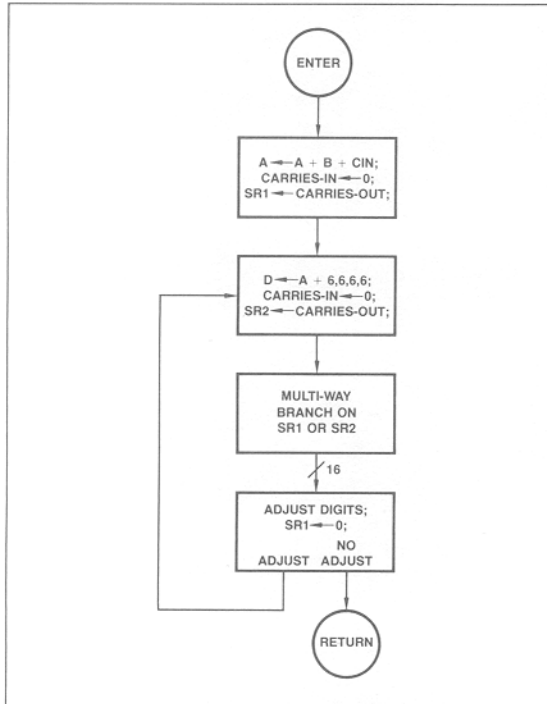 ENTER
A ← A + B + CIN;
CARRIES-IN ← 0;
SR1 ← CARRIES-OUT;
D ← A + 6,6,6,6;
CARRIES-IN ← 0;
SR2 ← CARRIES-OUT;
MULTI-WAY
BRANCH ON
SR1 OR SR2
16
ADJUST DIGITS;
SR1 ← 0;
NO
ADJUST ADJUST
RETURN